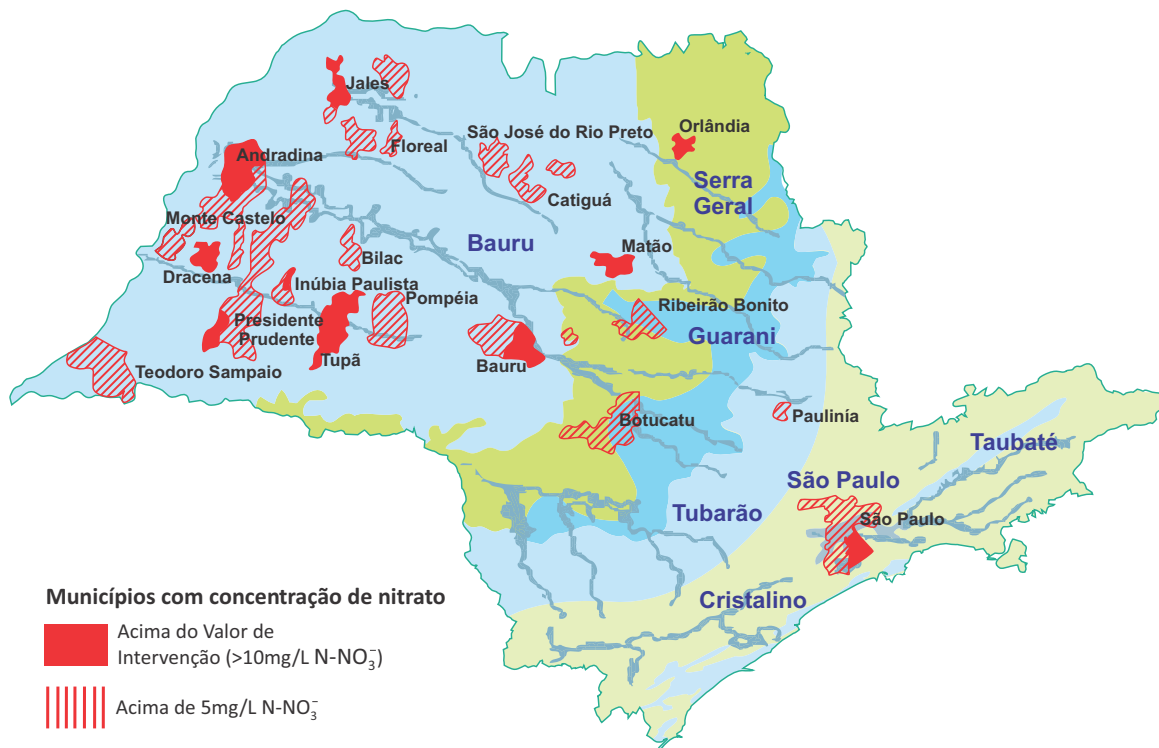 Jales
Floreal
São José do Rio Preto
Orlândia
Andradina
Serra
Geral
Catiguá
Monte Castelo
Bauru
Matão
Bilac
Dracena
Inúbia Paulista
Pompéia
Ribeirão Bonito
Presidente
Prudente
Guarani
Tupã
Bauru
Teodoro Sampaio
Botucatu
Paulinía
Taubaté
São Paulo
Tubarão
São Paulo
Cristalino
Municípios com concentração de nitrato
Acima do Valor de
Intervenção (>10mg/L N-NO₃⁻)
Acima de 5mg/L N-NO₃⁻